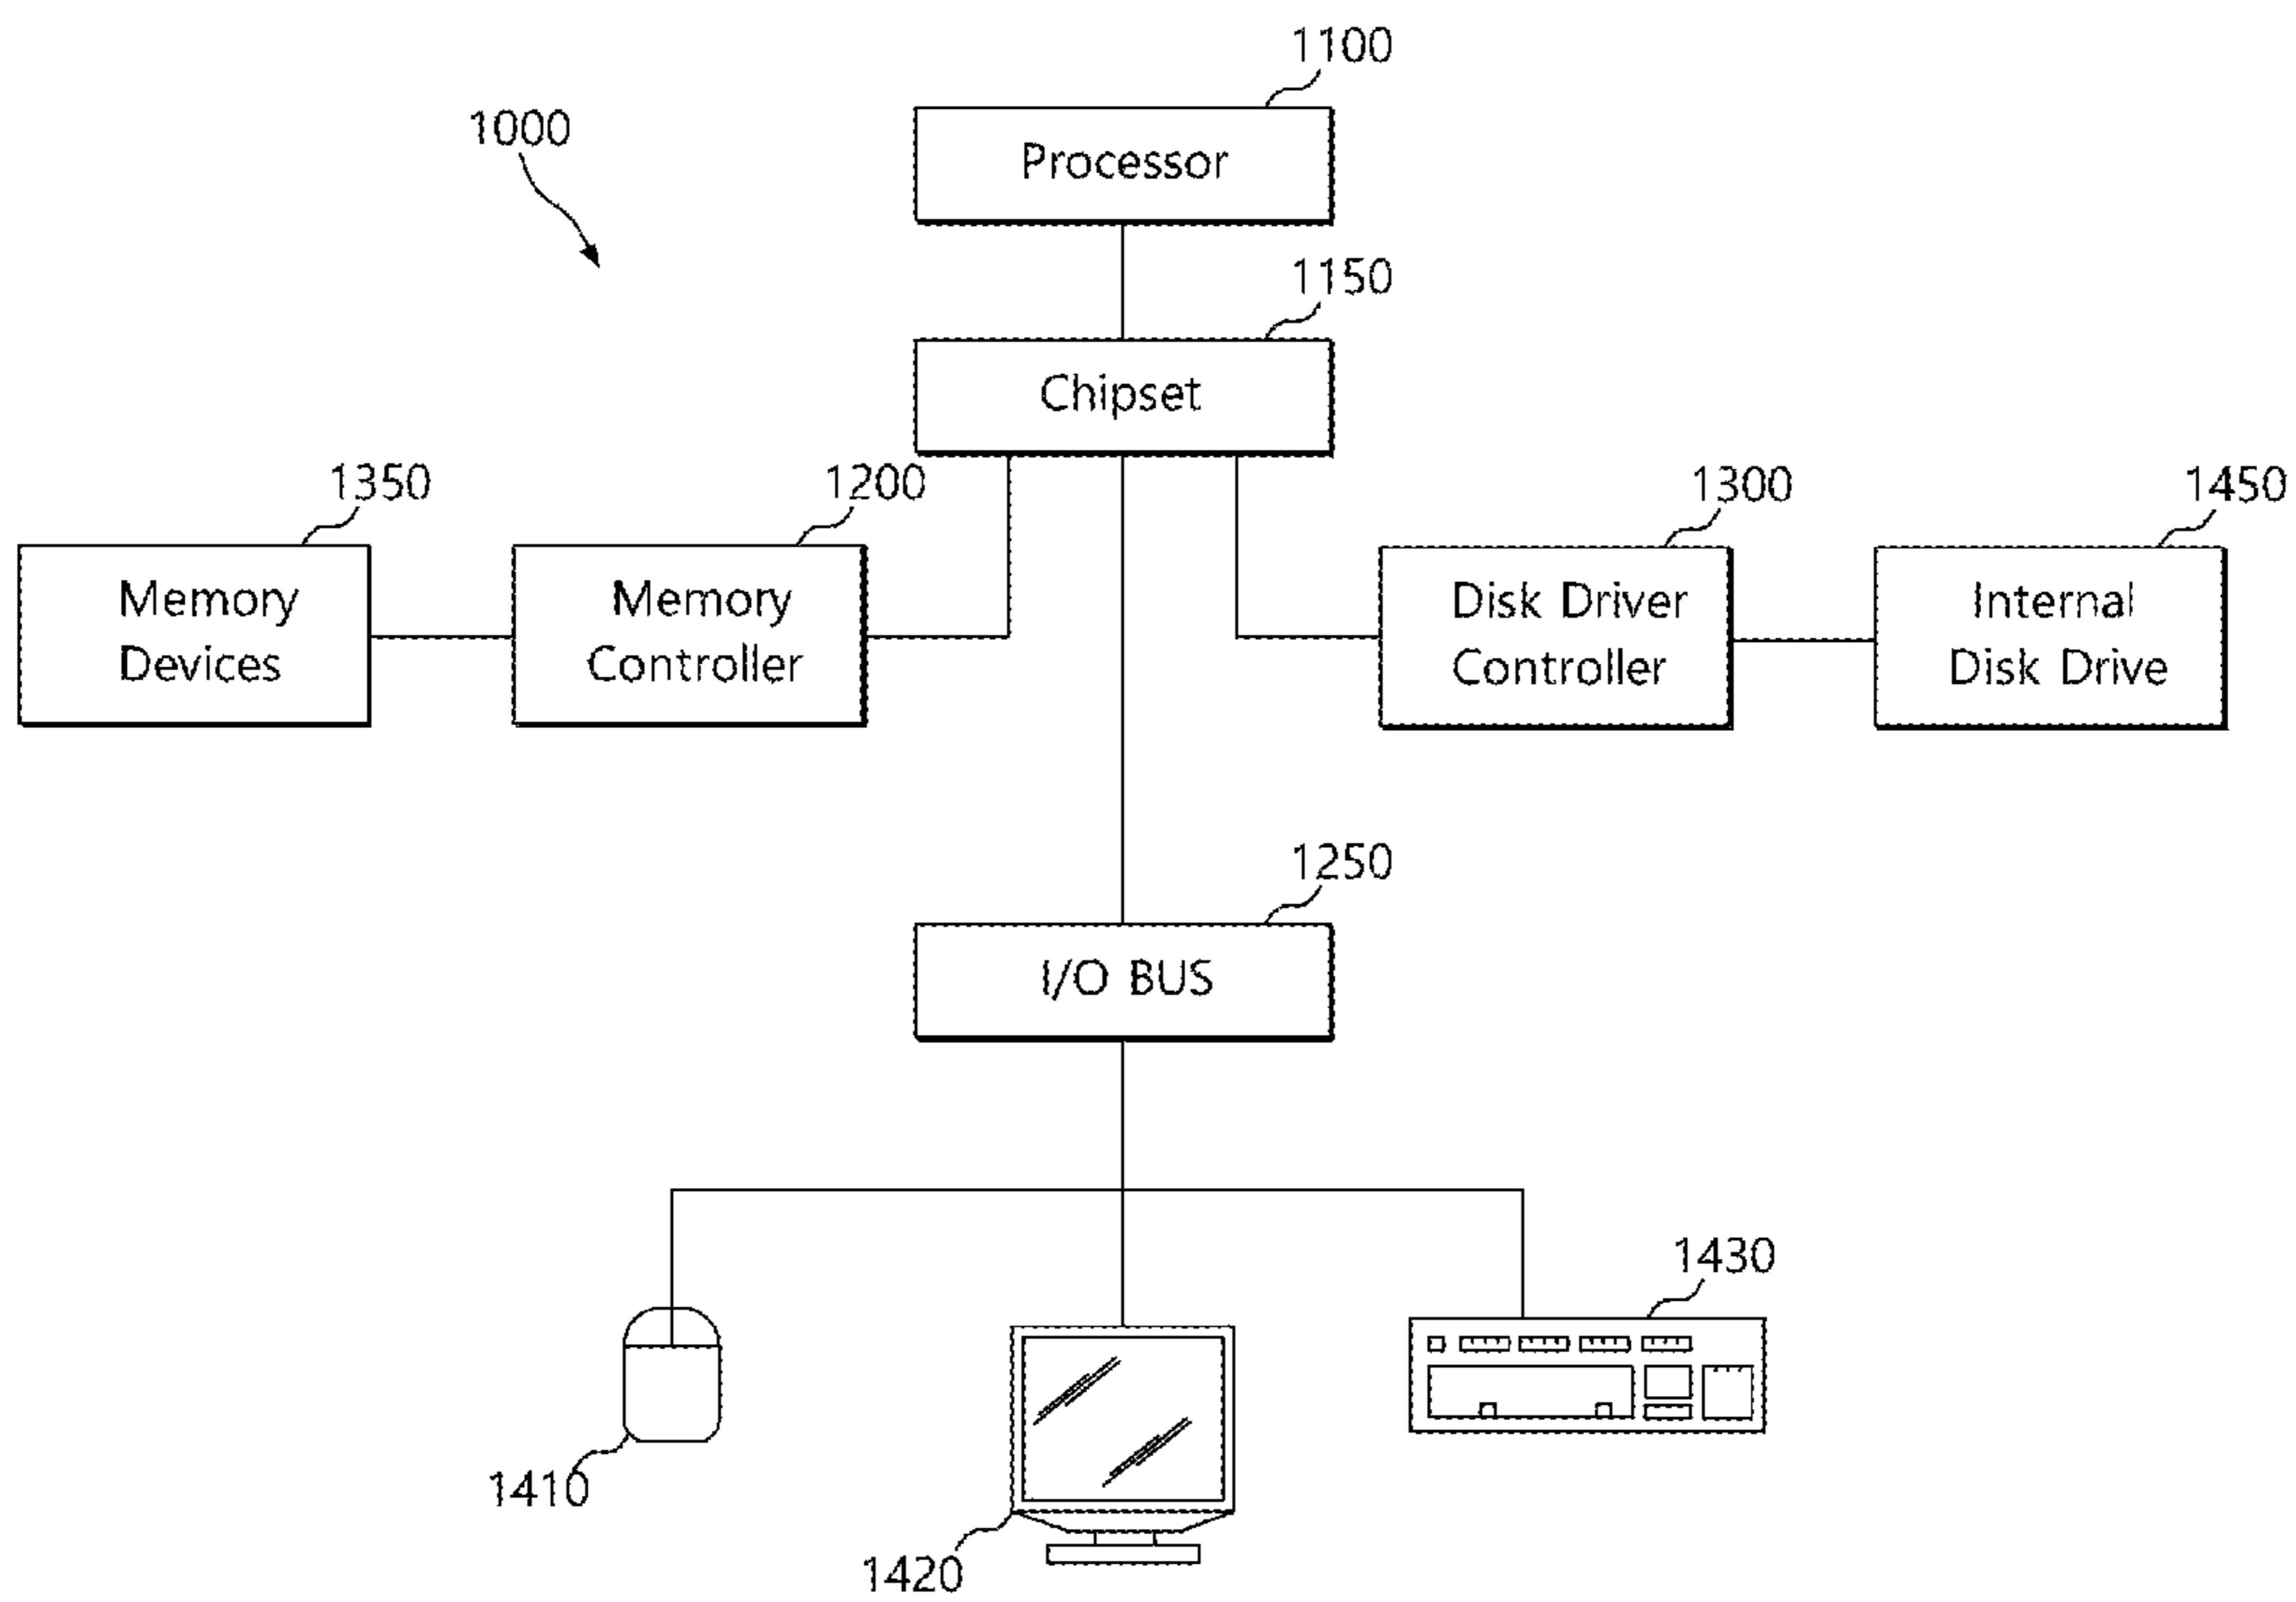 1100
1000
Processor
1150
Chipset
1350
1200
1300
1450
Memory
Devices
Memory
Controller
Disk Driver
Controller
Internal
Disk Drive
1250
I/O BUS
1430
1410
1420